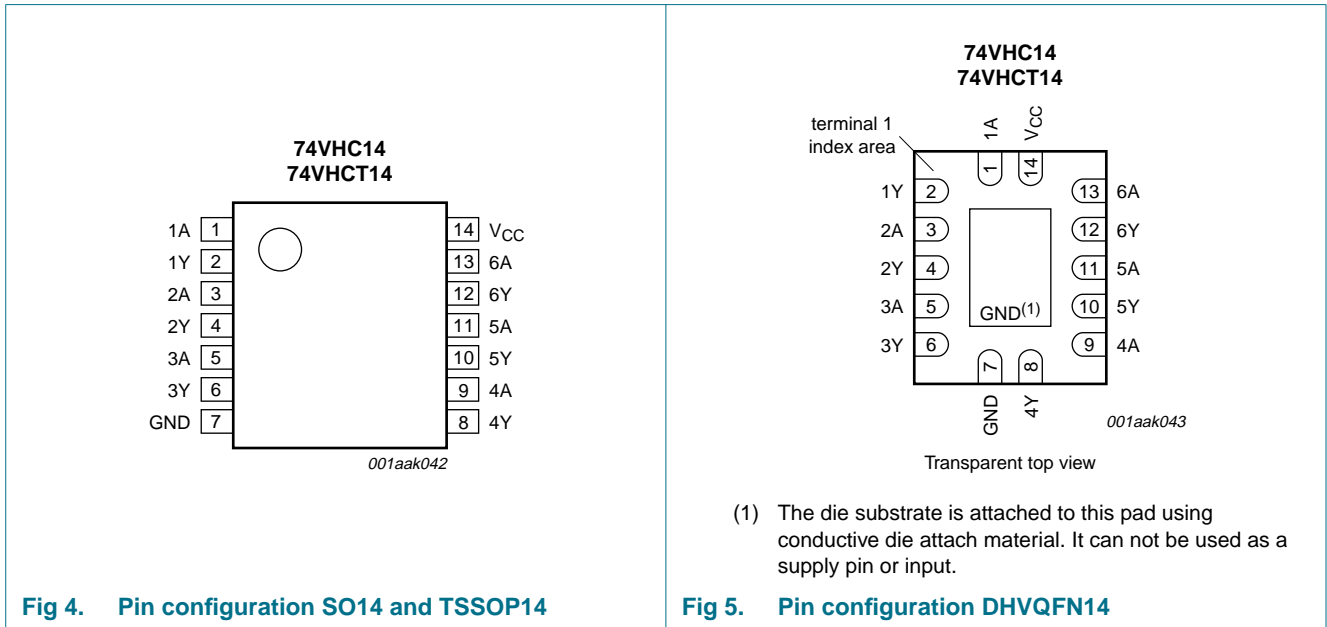 74VHC14
74VHCT14
1A 1 14 VCC
1Y 2 13 6A
2A 3 12 6Y
2Y 4 11 5A
3A 5 10 5Y
3Y 6 9 4A
GND 7 8 4Y
001aak042
Fig 4. Pin configuration SO14 and TSSOP14
74VHC14
74VHCT14
terminal 1
index area
1A VCC
1 14
1Y 2 13 6A
2A 3 12 6Y
2Y 4 11 5A
3A 5 GND(1) 10 5Y
3Y 6 9 4A
7 8
GND 4Y
001aak043
Transparent top view
(1) The die substrate is attached to this pad using
conductive die attach material. It can not be used as a
supply pin or input.
Fig 5. Pin configuration DHVQFN14